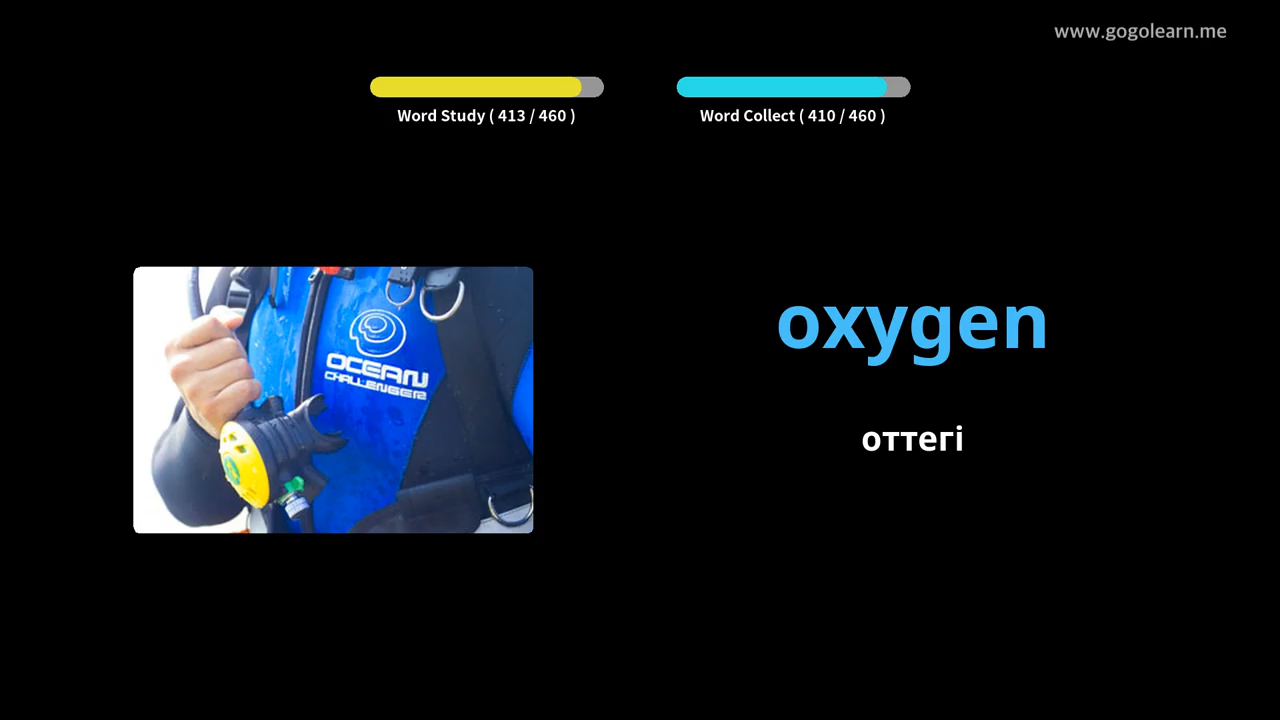 www.gogolearn.me
Word Study ( 413 / 460 )
Word Collect ( 410 / 460 )
OCEAN
CHALLENGER
oxygen
оттегі